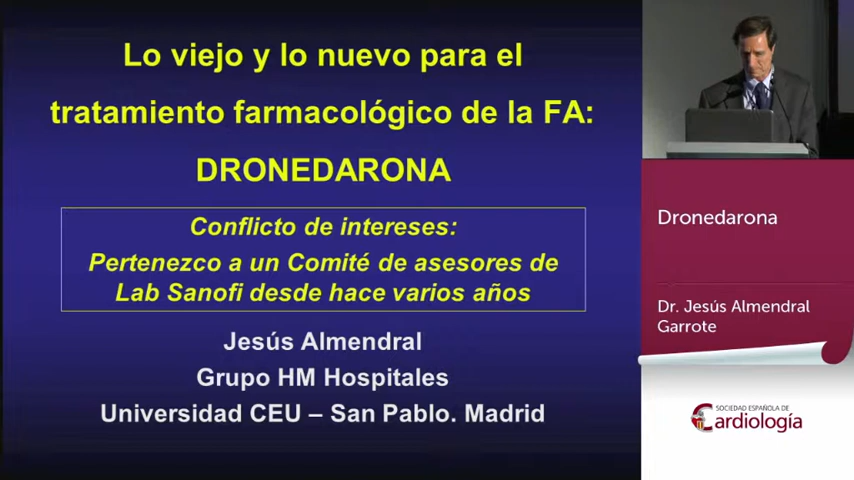 Lo viejo y lo nuevo para el
tratamiento farmacológico de la FA:
DRONEDARONA
Conflicto de intereses:
Pertenezco a un Comité de asesores de
Lab Sanofi desde hace varios años
Jesús Almendral
Grupo HM Hospitales
Universidad CEU – San Pablo. Madrid
Dronedarona
Dr. Jesús Almendral
Garrote
SOCIEDAD ESPAÑOLA DE
Cardiología